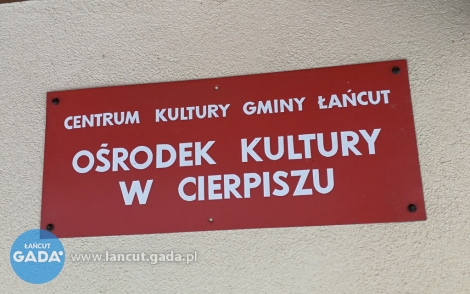 CENTRUM KULTURY GMINY ŁAŃCUT
OŚRODEK KULTURY
W CIERPISZU
ŁAŃCUT
GADA
www.lancut.gada.pl